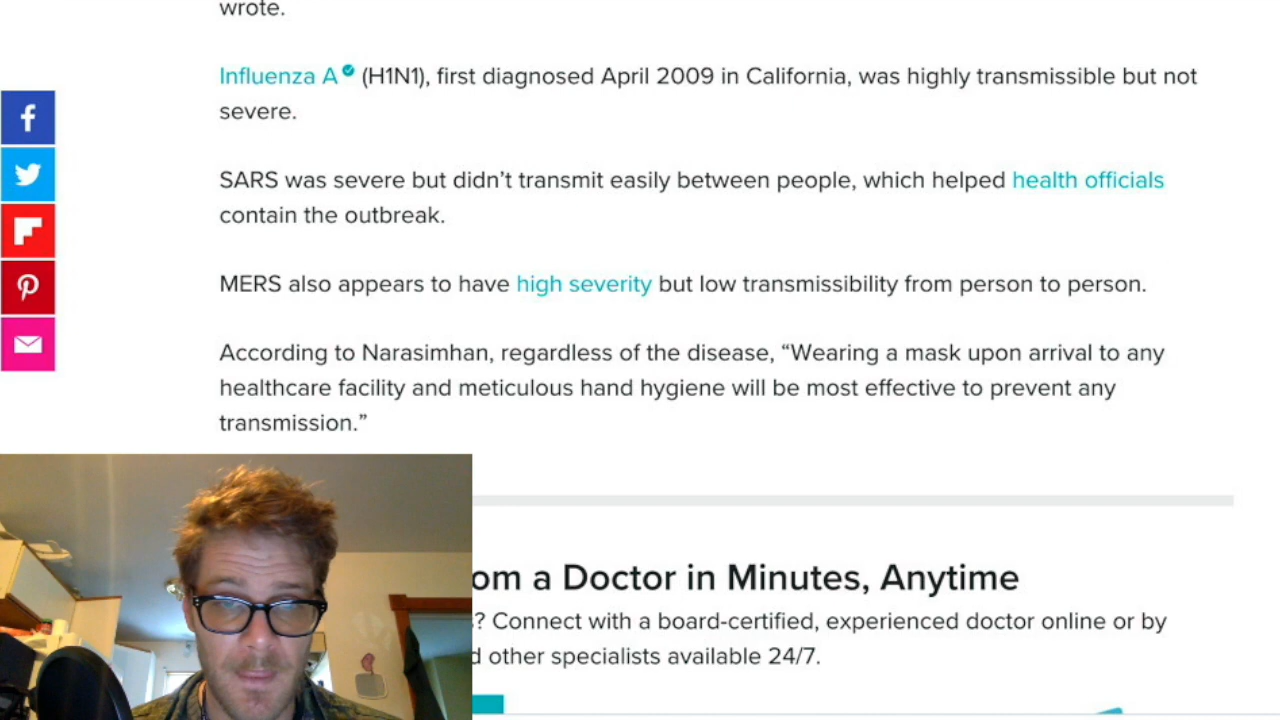 wrote.
Influenza A (H1N1), first diagnosed April 2009 in California, was highly transmissible but not
severe.
SARS was severe but didn’t transmit easily between people, which helped health officials
contain the outbreak.
MERS also appears to have high severity but low transmissibility from person to person.
According to Narasimhan, regardless of the disease, “Wearing a mask upon arrival to any
healthcare facility and meticulous hand hygiene will be most effective to prevent any
transmission.”
om a Doctor in Minutes, Anytime
? Connect with a board-certified, experienced doctor online or by
d other specialists available 24/7.